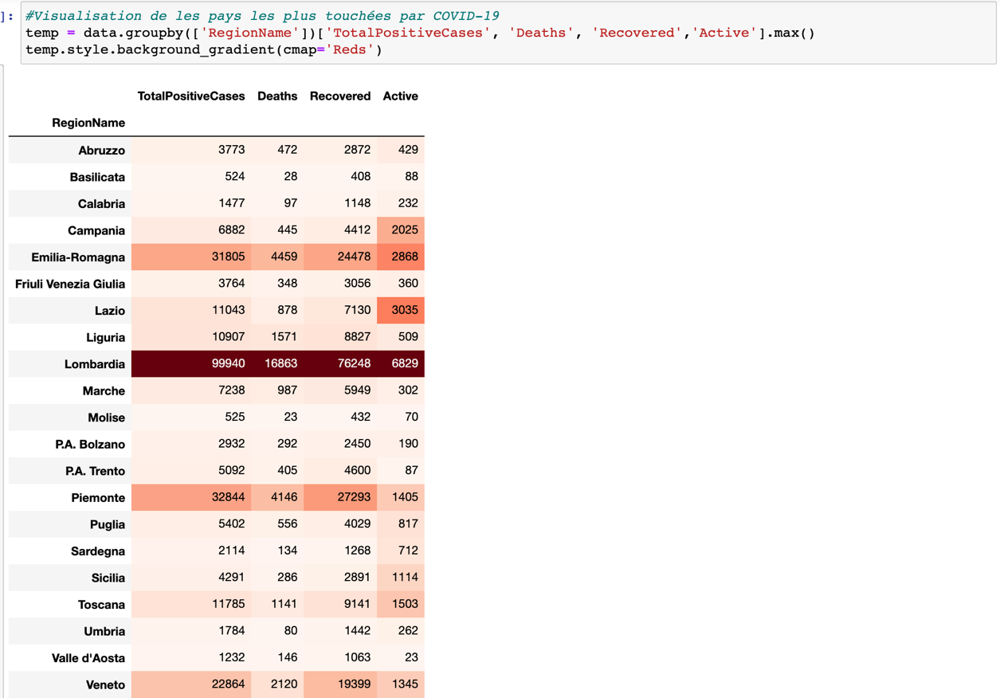 ]: #Visualisation de les pays les plus touchées par COVID-19
temp = data.groupby(['RegionName'])['TotalPositiveCases', 'Deaths', 'Recovered','Active'].max()
temp.style.background_gradient(cmap='Reds')
TotalPositiveCases Deaths Recovered Active
RegionName
Abruzzo 3773 472 2872 429
Basilicata 524 28 408 88
Calabria 1477 97 1148 232
Campania 6882 445 4412 2025
Emilia-Romagna 31805 4459 24478 2868
Friuli Venezia Giulia 3764 348 3056 360
Lazio 11043 878 7130 3035
Liguria 10907 1571 8827 509
Lombardia 99940 16863 76248 6829
Marche 7238 987 5949 302
Molise 525 23 432 70
P.A. Bolzano 2932 292 2450 190
P.A. Trento 5092 405 4600 87
Piemonte 32844 4146 27293 1405
Puglia 5402 556 4029 817
Sardegna 2114 134 1268 712
Sicilia 4291 286 2891 1114
Toscana 11785 1141 9141 1503
Umbria 1784 80 1442 262
Valle d'Aosta 1232 146 1063 23
Veneto 22864 2120 19399 1345